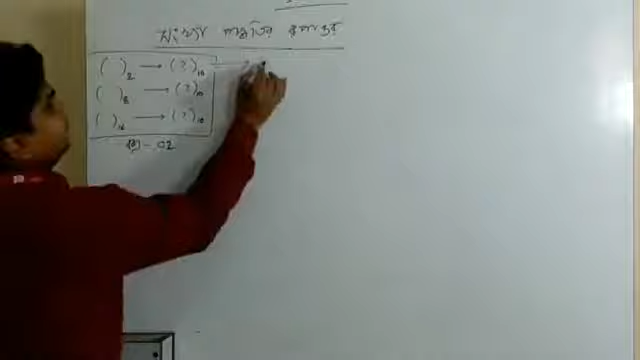 সংখ্যা পদ্ধতির রূপান্তর
( )₂ → (?)₁₀ →
( )₈ → (?)₁₀
( )₁₆ → (?)₁₀
02